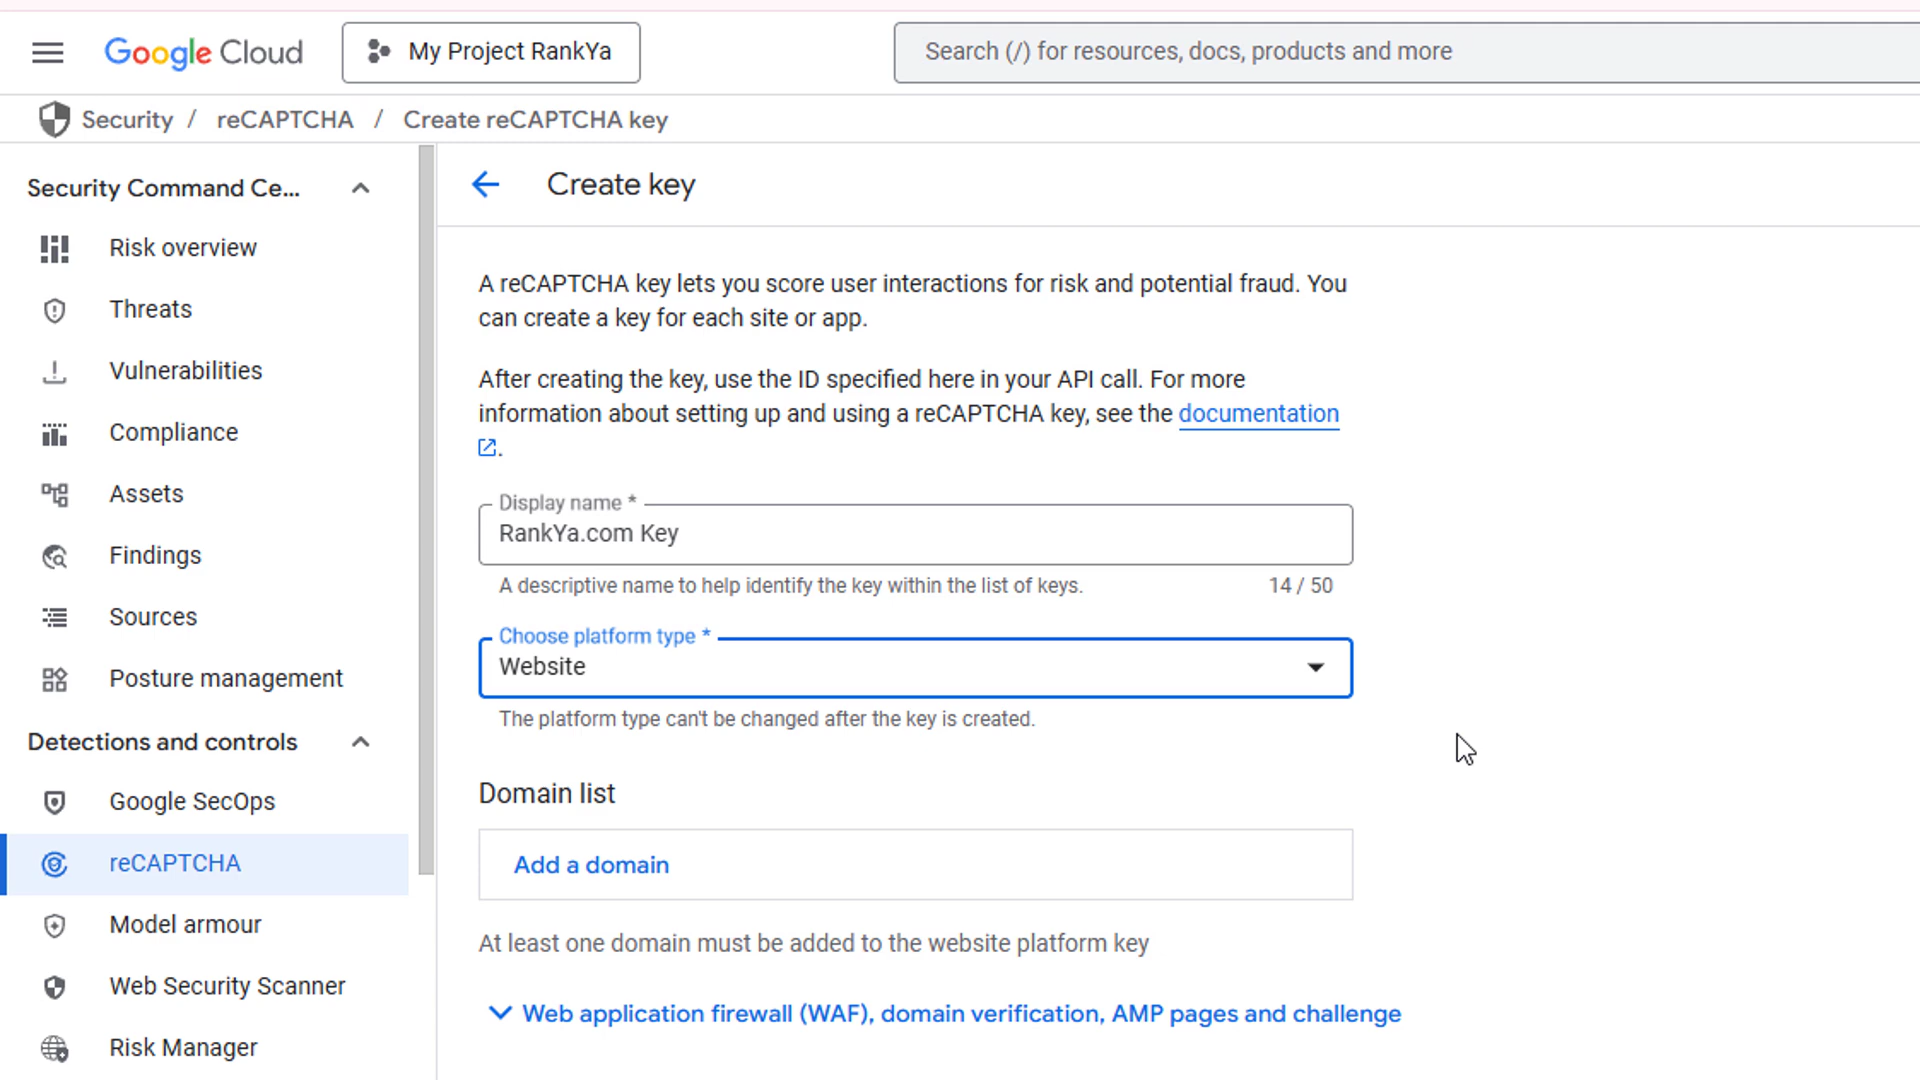 Google Cloud
My Project RankYa
Search (/) for resources, docs, products and more
Security / reCAPTCHA / Create reCAPTCHA key
Security Command Ce...
Risk overview
Threats
Vulnerabilities
Compliance
Assets
Findings
Sources
Posture management
Detections and controls
Google SecOps
reCAPTCHA
Model armour
Web Security Scanner
Risk Manager
Create key
A reCAPTCHA key lets you score user interactions for risk and potential fraud. You
can create a key for each site or app.
After creating the key, use the ID specified here in your API call. For more
information about setting up and using a reCAPTCHA key, see the documentation
.
Display name *
RankYa.com Key
A descriptive name to help identify the key within the list of keys.
14 / 50
Choose platform type *
Website
The platform type can't be changed after the key is created.
Domain list
Add a domain
At least one domain must be added to the website platform key
Web application firewall (WAF), domain verification, AMP pages and challenge